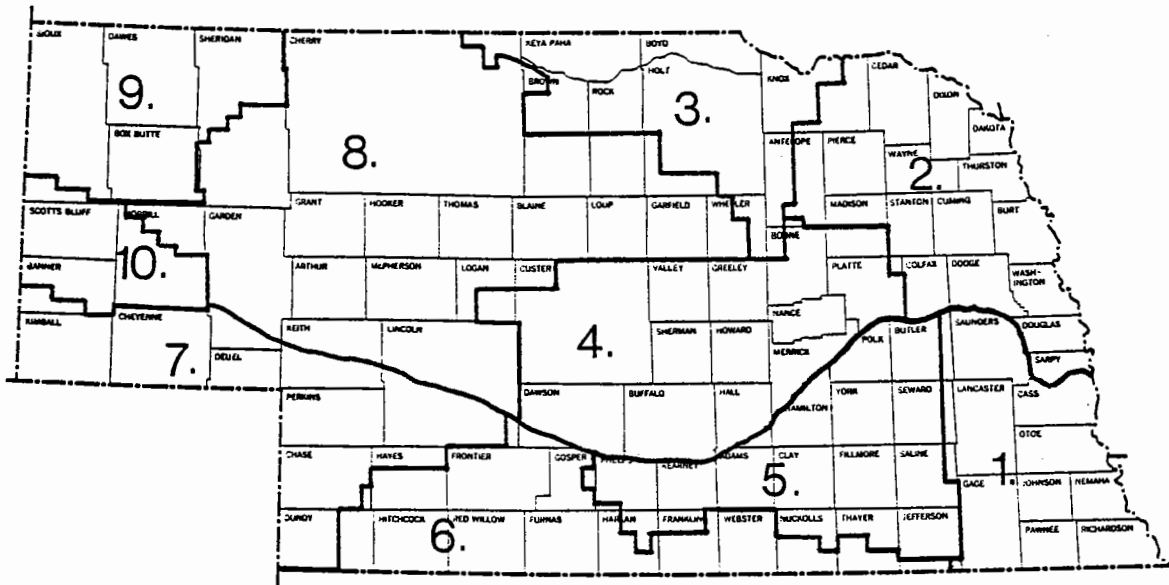 SIOUX DAWES SHERIDAN CHERRY KEYA PAHA BOYD
BROWN ROCK HOLT KNOX CEDAR DIXON
9. BOX BUTTE 8. 3. DAKOTA
ANTELOPE PIERCE WAYNE 2. THURSTON
SCOTTS BLUFF MORRILL GARDEN GRANT HOOKER THOMAS BLAINE LOUP GARFIELD WHEELER MADISON STANTON CUMING BURT
BOONE
BANNER 10. ARTHUR McPHERSON LOGAN CUSTER VALLEY GREELEY PLATTE COLFAX DODGE WASH-
INGTON
KIMBALL CHEYENNE KEITH LINCOLN 4. SHERMAN HOWARD NANCE MERRICK POLK BUTLER SAUNDERS DOUGLAS
7. DEUEL SARPY
PERKINS DAWSON BUFFALO HALL HAMILTON YORK SEWARD LANCASTER CASS
OTOE
CHASE HAYES FRONTIER GOSPER PHELPS KEARNEY ADAMS CLAY FILLMORE SALINE
5. 1. GAGE JOHNSON NEMAHA
DUNDY HITCHCOCK RED WILLOW FURNAS HARLAN FRANKLIN WEBSTER NUCKOLLS THAYER JEFFERSON
6. PAWNEE RICHARDSON